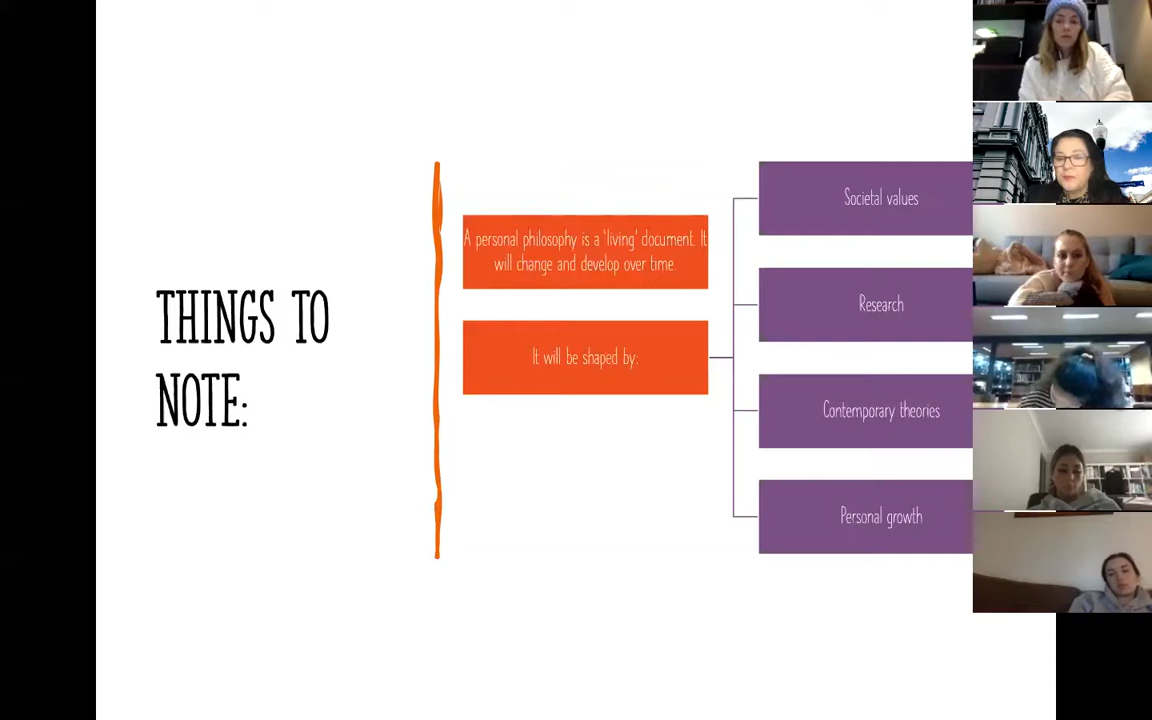 THINGS TO
NOTE:
A personal philosophy is a 'living' document. It
will change and develop over time.
It will be shaped by:
Societal values
Research
Contemporary theories
Personal growth